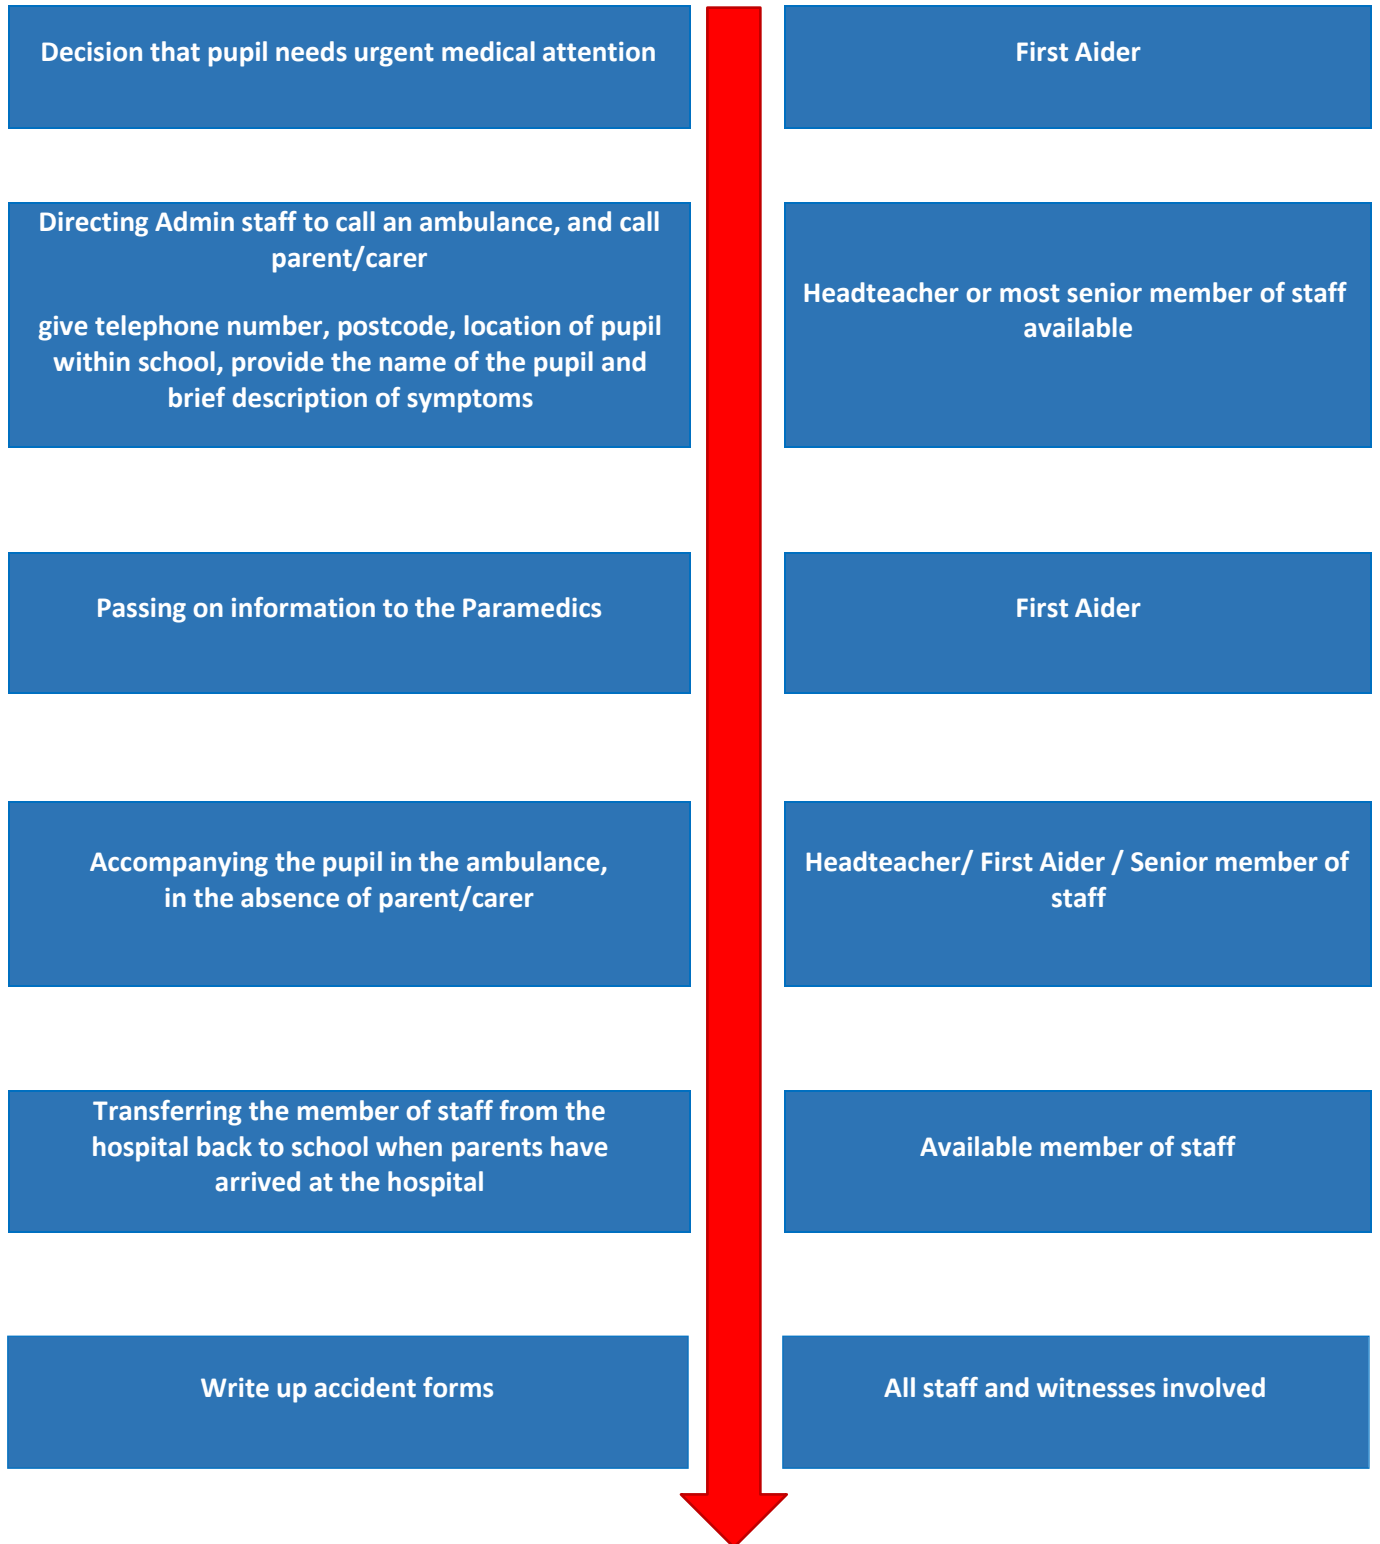 Decision that pupil needs urgent medical attention
First Aider
Directing Admin staff to call an ambulance, and call
parent/carer
give telephone number, postcode, location of pupil
within school, provide the name of the pupil and
brief description of symptoms
Headteacher or most senior member of staff
available
Passing on information to the Paramedics
First Aider
Accompanying the pupil in the ambulance,
in the absence of parent/carer
Headteacher/ First Aider / Senior member of
staff
Transferring the member of staff from the
hospital back to school when parents have
arrived at the hospital
Available member of staff
Write up accident forms
All staff and witnesses involved